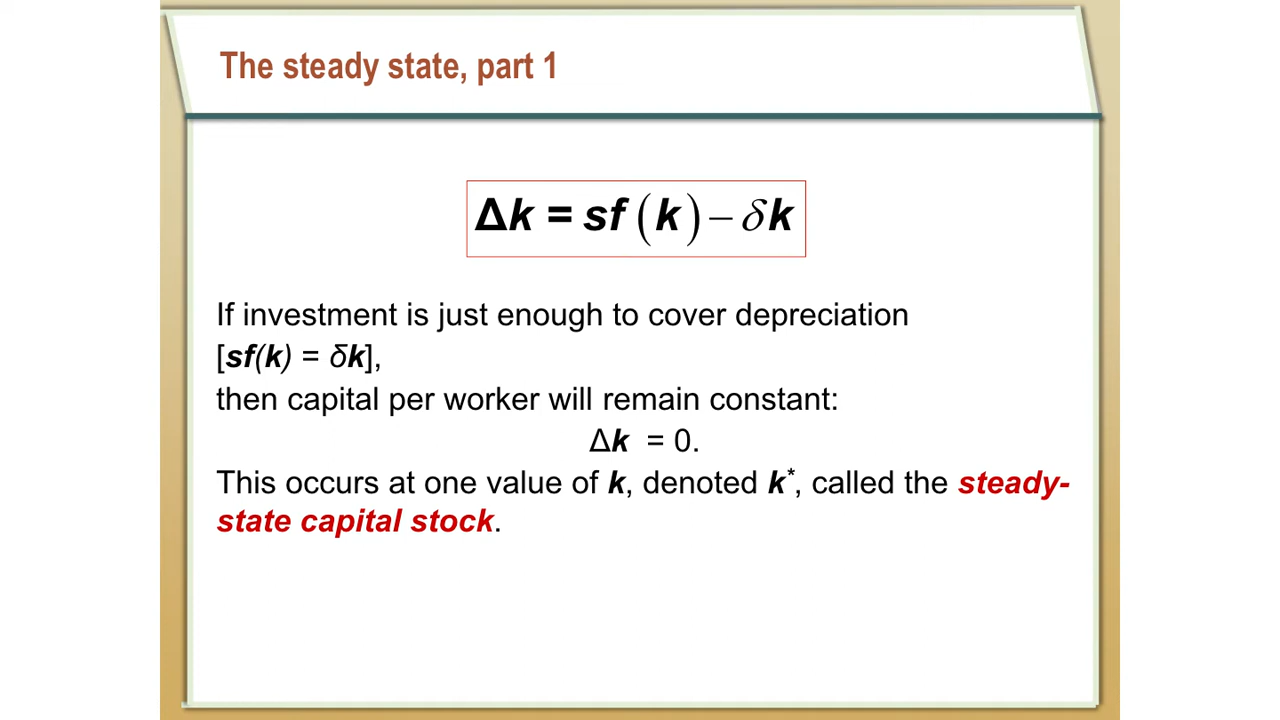 The steady state, part 1
Δk = sf (k) − δk
If investment is just enough to cover depreciation
[sf(k) = δk],
then capital per worker will remain constant:
Δk = 0.
This occurs at one value of k, denoted k*, called the steady-
state capital stock.